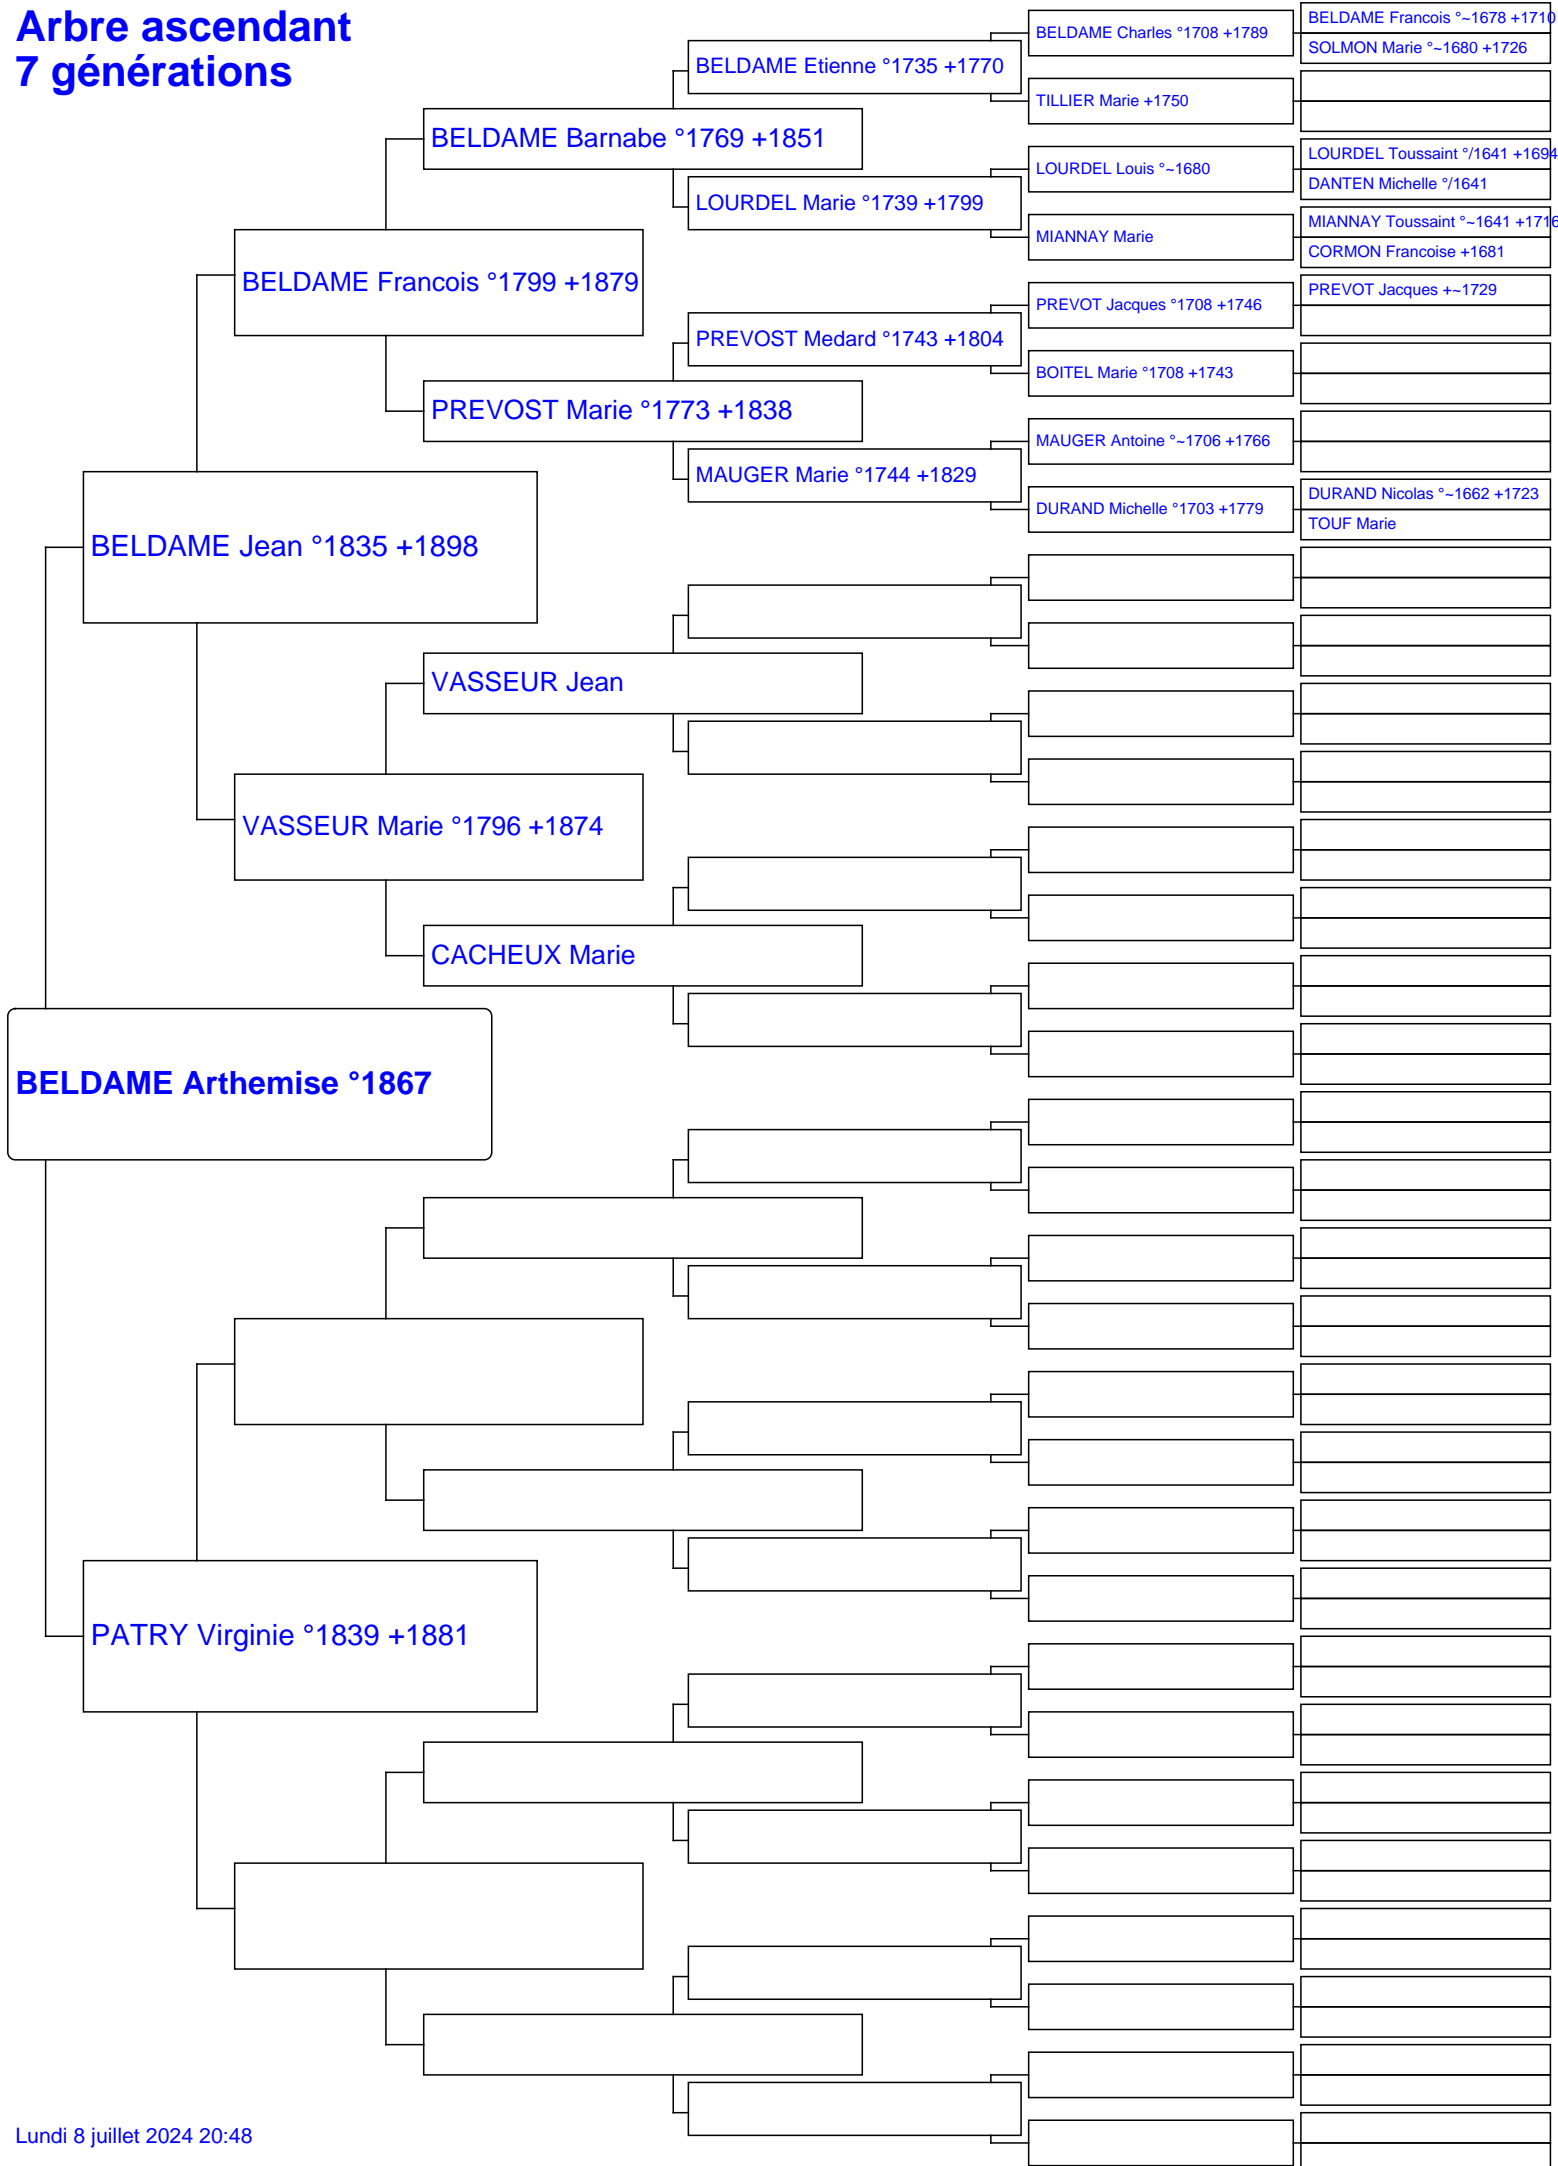 Arbre ascendant
7 générations
BELDAME Arthemise °1867
BELDAME Jean °1835 +1898
PATRY Virginie °1839 +1881
BELDAME Francois °1799 +1879
VASSEUR Marie °1796 +1874
BELDAME Barnabe °1769 +1851
PREVOST Marie °1773 +1838
VASSEUR Jean
CACHEUX Marie
BELDAME Etienne °1735 +1770
LOURDEL Marie °1739 +1799
PREVOST Medard °1743 +1804
MAUGER Marie °1744 +1829
BELDAME Charles °1708 +1789
TILLIER Marie +1750
LOURDEL Louis °~1680
MIANNAY Marie
PREVOT Jacques °1708 +1746
BOITEL Marie °1708 +1743
MAUGER Antoine °~1706 +1766
DURAND Michelle °1703 +1779
BELDAME Francois °~1678 +1710
SOLMON Marie °~1680 +1726
LOURDEL Toussaint °/1641 +1694
DANTEN Michelle °/1641
MIANNAY Toussaint °~1641 +1716
CORMON Francoise +1681
PREVOT Jacques +~1729
DURAND Nicolas °~1662 +1723
TOUF Marie
Lundi 8 juillet 2024 20:48